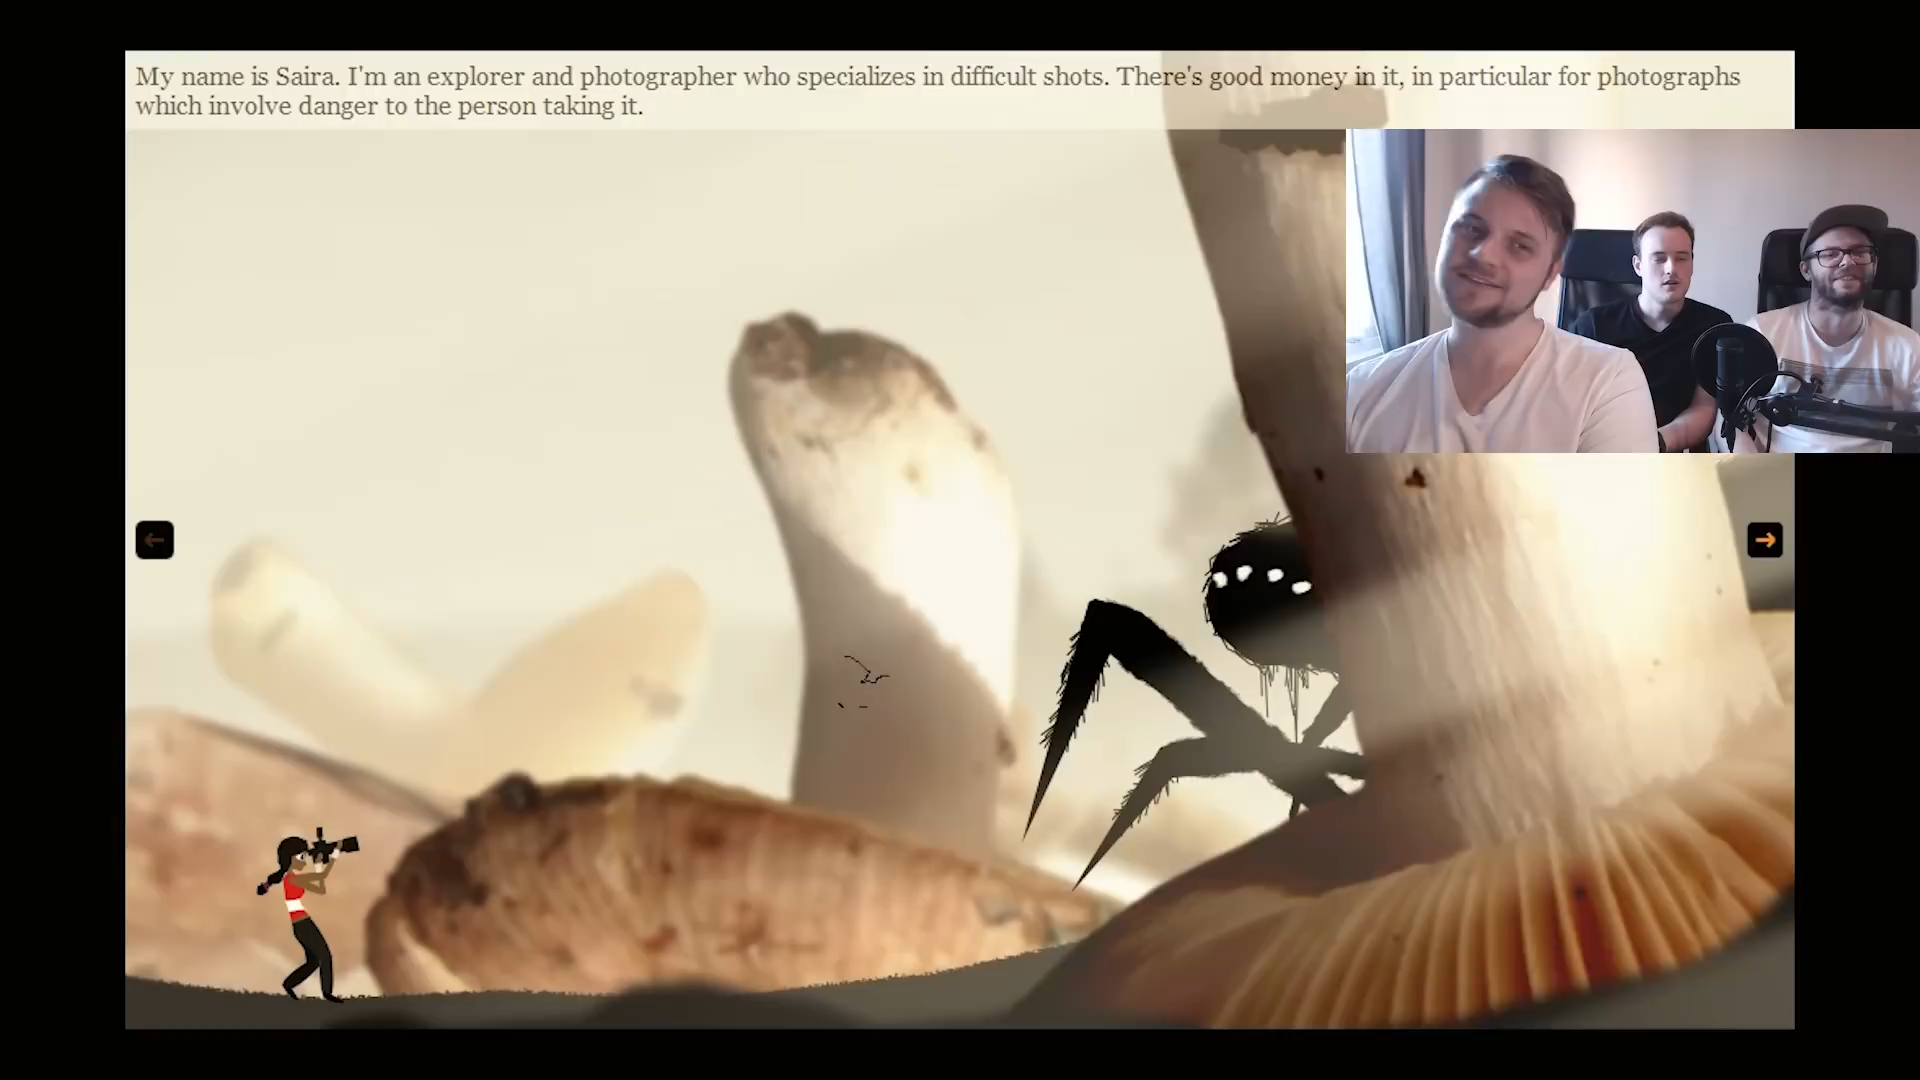 My name is Saira. I'm an explorer and photographer who specializes in difficult shots. There's good money in it, in particular for photographs
which involve danger to the person taking it.